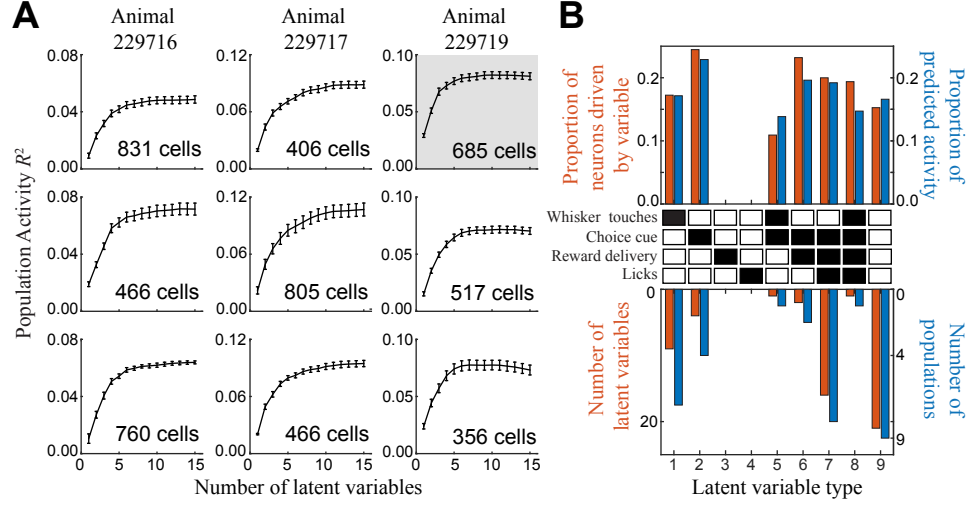 A
Animal
229716
Animal
229717
Animal
229719
Population Activity R²
0.08
0.04
0.00
831 cells
0.12
0.06
0.00
406 cells
0.10
0.05
0.00
685 cells
0.08
0.04
0.00
466 cells
0.12
0.06
0.00
805 cells
0.10
0.05
0.00
517 cells
0.06
0.04
0.00
0 5 10 15
760 cells
0.12
0.06
0.00
0 5 10 15
466 cells
0.10
0.05
0.00
0 5 10 15
356 cells
Number of latent variables
B
Proportion of
neurons driven
by variable
0.2
0.1
0.0
0.2
0.1
0.0
Proportion of
predicted activity
Whisker touches
Choice cue
Reward delivery
Licks
Number of
latent variables
0
20
0
4
9
Number of
populations
1 2 3 4 5 6 7 8 9
Latent variable type